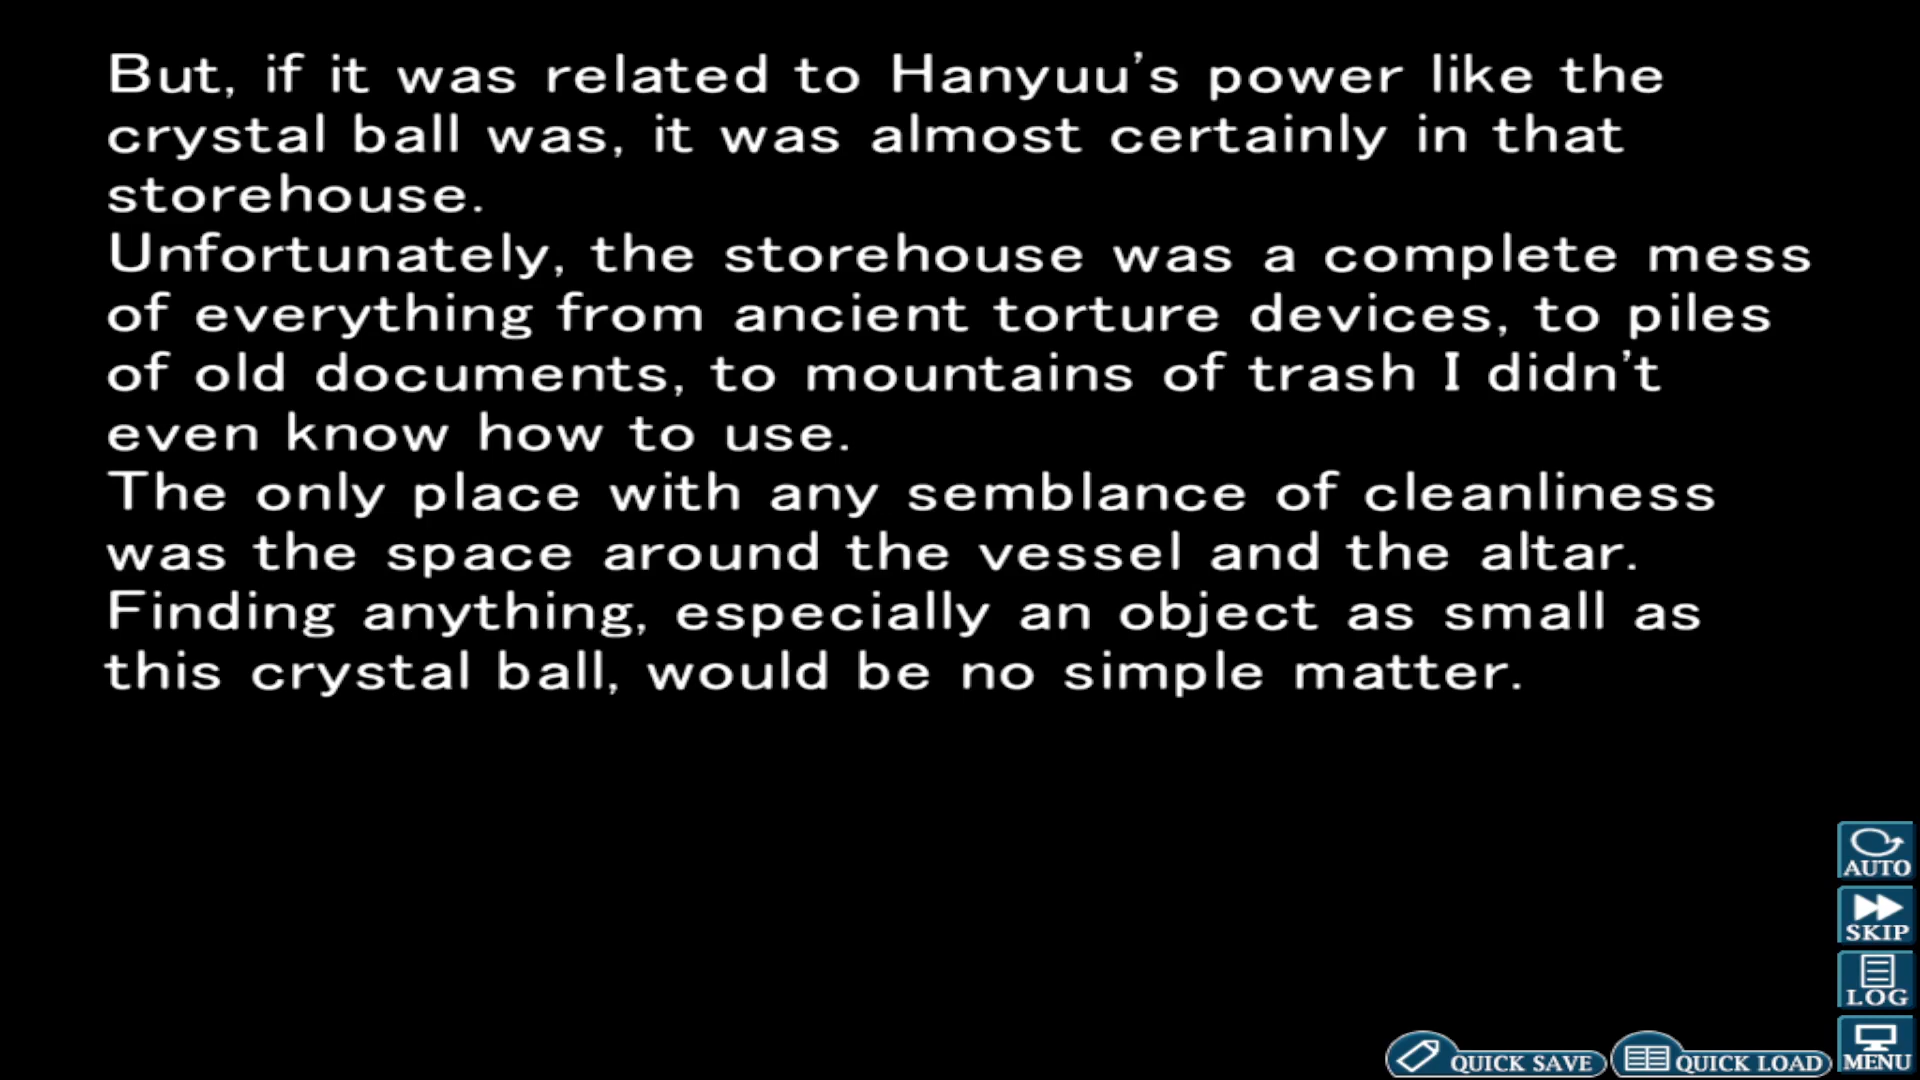 But, if it was related to Hanyuu's power like the
crystal ball was, it was almost certainly in that
storehouse.
Unfortunately, the storehouse was a complete mess
of everything from ancient torture devices, to piles
of old documents, to mountains of trash I didn't
even know how to use.
The only place with any semblance of cleanliness
was the space around the vessel and the altar.
Finding anything, especially an object as small as
this crystal ball, would be no simple matter.
AUTO
SKIP
LOG
MENU
QUICK SAVE
QUICK LOAD